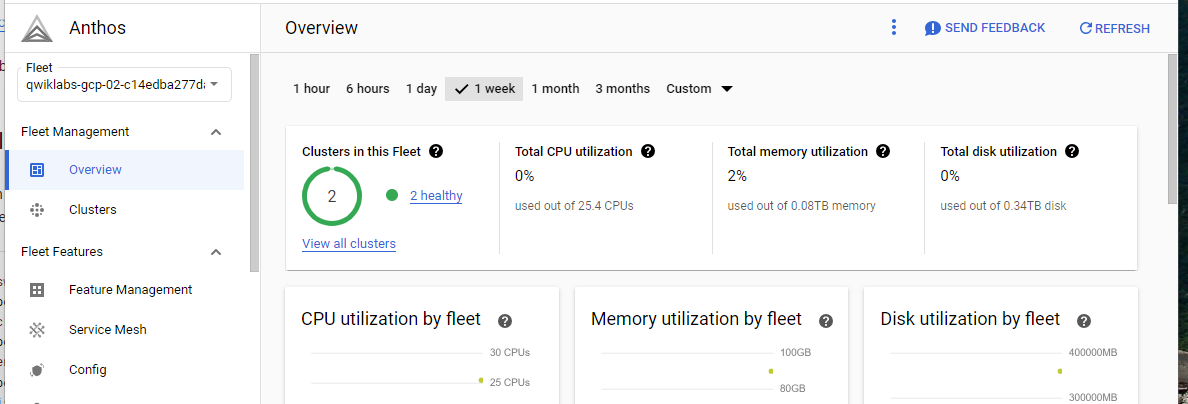 Anthos
Overview
SEND FEEDBACK
REFRESH
Fleet
qwiklabs-gcp-02-c14edba277d
Fleet Management
Overview
Clusters
Fleet Features
Feature Management
Service Mesh
Config
1 hour 6 hours 1 day 1 week 1 month 3 months Custom
Clusters in this Fleet
2
2 healthy
View all clusters
Total CPU utilization
0%
used out of 25.4 CPUs
Total memory utilization
2%
used out of 0.08TB memory
Total disk utilization
0%
used out of 0.34TB disk
CPU utilization by fleet
30 CPUs
25 CPUs
Memory utilization by fleet
100GB
80GB
Disk utilization by fleet
400000MB
300000MB